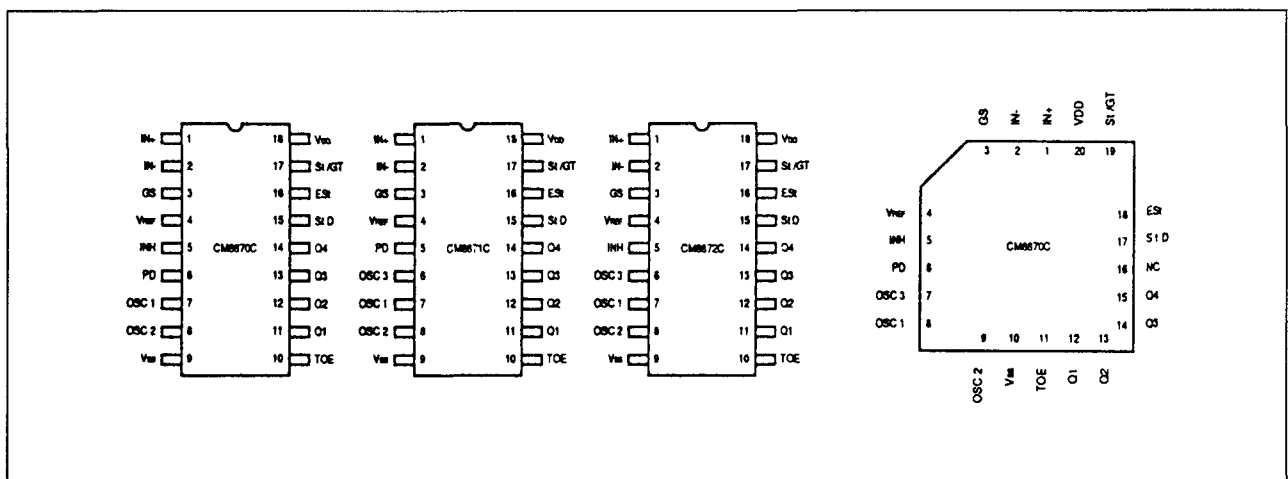 IN+ 1 18 VDD
IN- 2 17 St/GT
GS 3 16 ESt
VREF 4 15 StD
INH 5 CM8670C 14 Q4
PD 6 13 Q3
OSC 1 7 12 Q2
OSC 2 8 11 Q1
Vss 9 10 TOE
IN+ 1 18 VDD
IN- 2 17 St/GT
GS 3 16 ESt
VREF 4 15 StD
PD 5 CM8671C 14 Q4
OSC 3 6 13 Q3
OSC 1 7 12 Q2
OSC 2 8 11 Q1
Vss 9 10 TOE
IN+ 1 18 VDD
IN- 2 17 St/GT
GS 3 16 ESt
VREF 4 15 StD
INH 5 CM8672C 14 Q4
OSC 3 6 13 Q3
OSC 1 7 12 Q2
OSC 2 8 11 Q1
Vss 9 10 TOE
GS IN- IN+ VDD St/GT
3 2 1 20 19
VREF 4 18 ESt
INH 5 17 StD
PD 6 CM8670C 16 NC
OSC 3 7 15 Q4
OSC 1 8 14 Q3
9 10 11 12 13
OSC 2 Vss TOE Q1 Q2